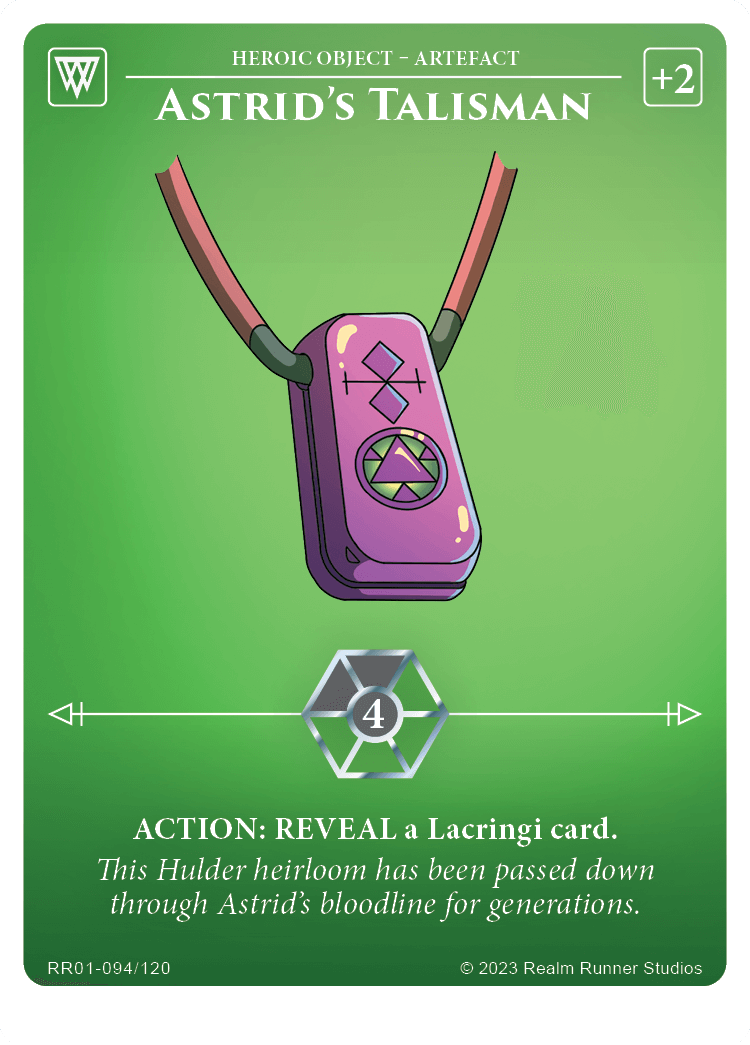 HEROIC OBJECT – ARTEFACT
+2
ASTRID'S TALISMAN
4
ACTION: REVEAL a Lacringi card.
This Hulder heirloom has been passed down
through Astrid's bloodline for generations.
RR01-094/120
© 2023 Realm Runner Studios